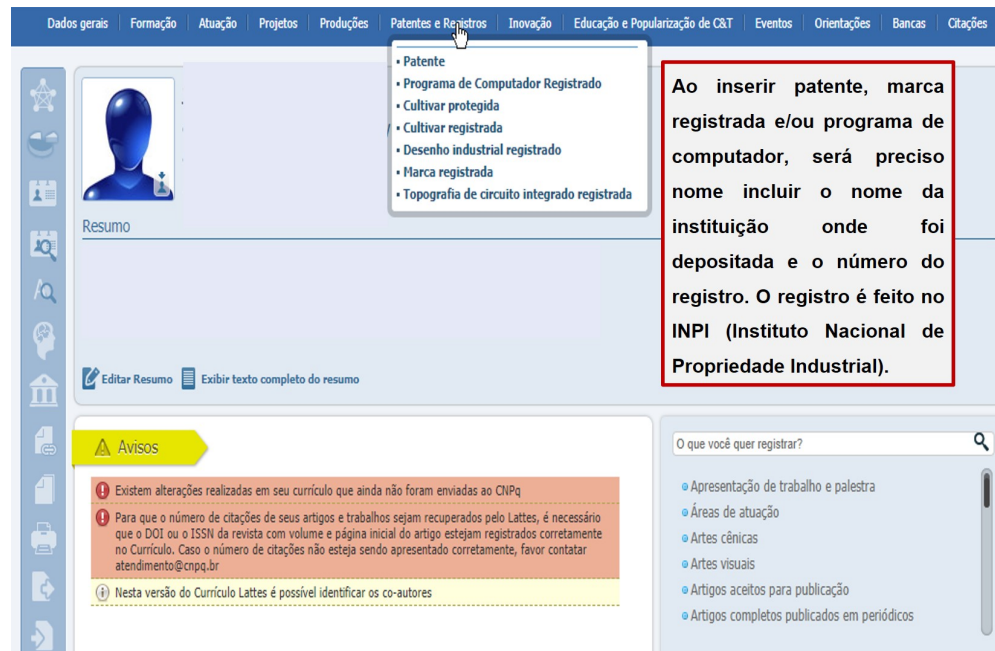 Dados gerais Formação Atuação Projetos Produções Patentes e Registros Inovação Educação e Popularização de C&T Eventos Orientações Bancas Citações
Patente
Programa de Computador Registrado
Cultivar protegida
Cultivar registrada
Desenho industrial registrado
Marca registrada
Topografia de circuito integrado registrada
Ao inserir patente, marca
registrada e/ou programa de
computador, será preciso
nome incluir o nome da
instituição onde foi
depositada e o número do
registro. O registro é feito no
INPI (Instituto Nacional de
Propriedade Industrial).
Resumo
Editar Resumo Exibir texto completo do resumo
Avisos
Existem alterações realizadas em seu currículo que ainda não foram enviadas ao CNPq
Para que o número de citações de seus artigos e trabalhos sejam recuperados pelo Lattes, é necessário
que o DOI ou o ISSN da revista com volume e página inicial do artigo estejam registrados corretamente
no Currículo. Caso o número de citações não esteja sendo apresentado corretamente, favor contatar
atendimento@cnpq.br
Nesta versão do Currículo Lattes é possível identificar os co-autores
O que você quer registrar?
Apresentação de trabalho e palestra
Áreas de atuação
Artes cênicas
Artes visuais
Artigos aceitos para publicação
Artigos completos publicados em periódicos